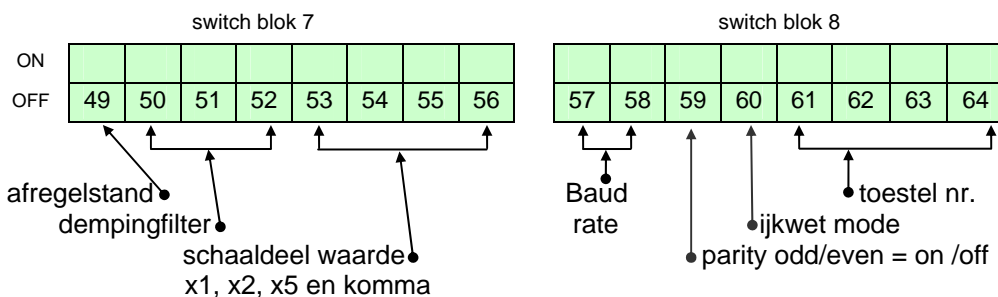 switch blok 7
switch blok 8
ON
OFF 49 50 51 52 53 54 55 56
57 58 59 60 61 62 63 64
afregelstand
dempingfilter
schaaldeel waarde
x1, x2, x5 en komma
Baud
rate
toestel nr.
ijkwet mode
parity odd/even = on /off